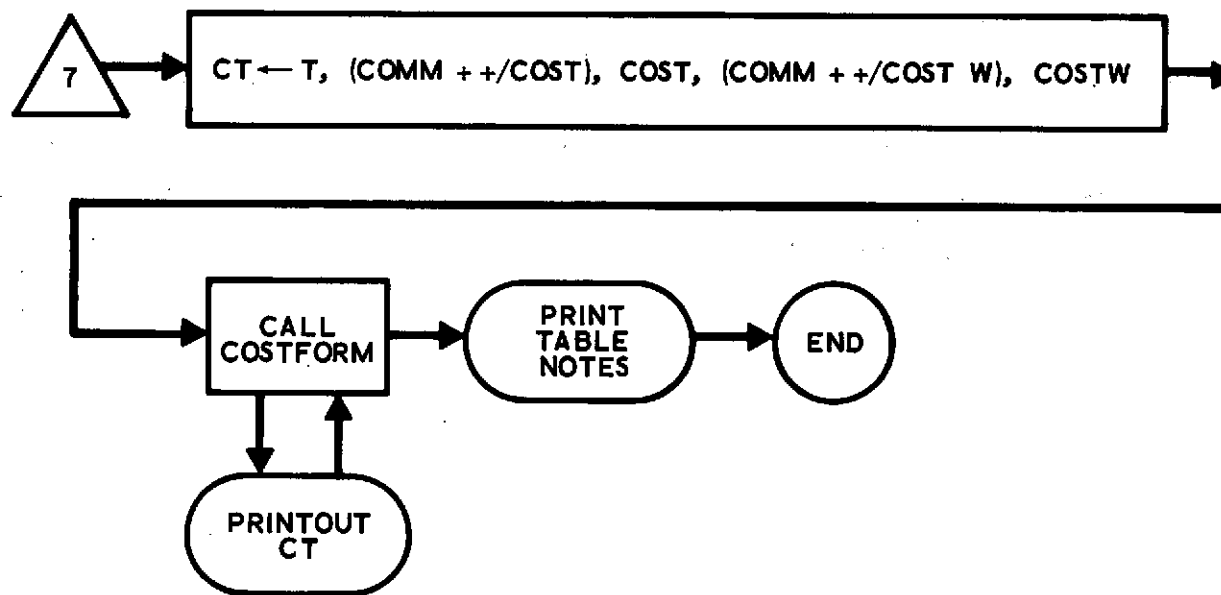 7
CT ← T, (COMM + +/COST), COST, (COMM + +/COST W), COSTW
CALL
COSTFORM
PRINT
TABLE
NOTES
END
PRINTOUT
CT